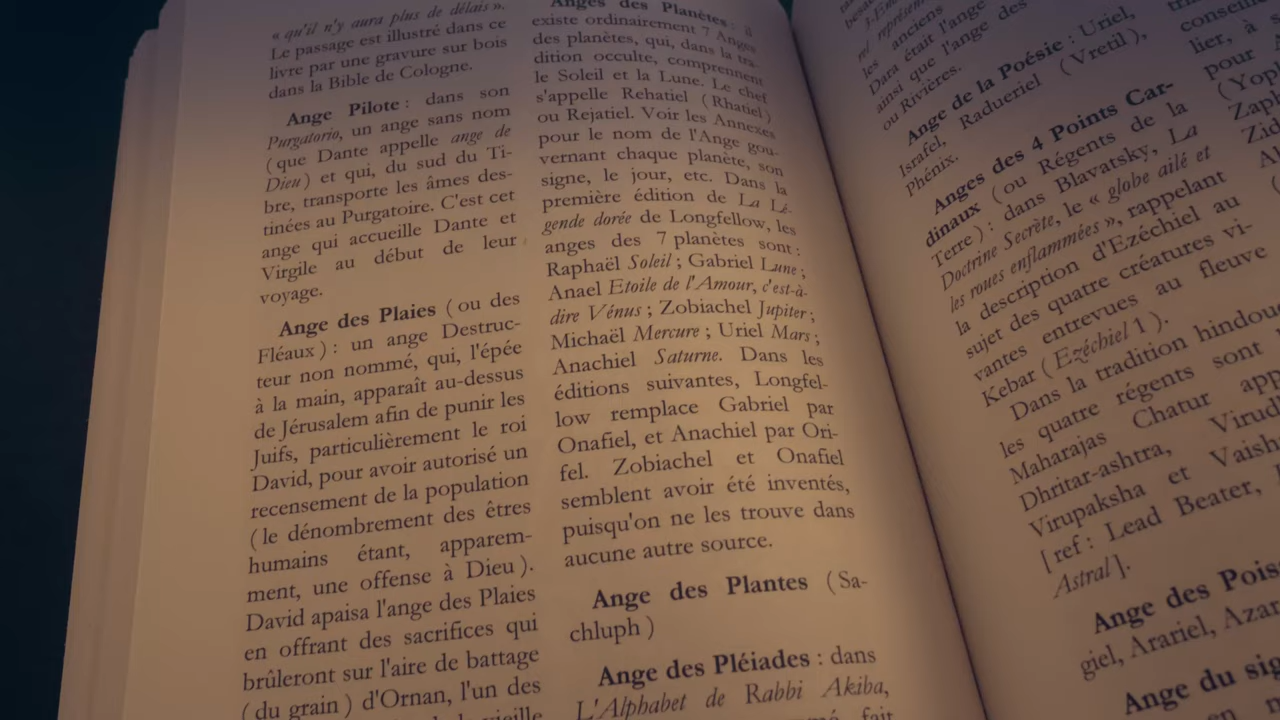 « qu'il n'y aura plus de délais ».
Le passage est illustré dans ce
livre par une gravure sur bois
dans la Bible de Cologne.
Ange Pilote : dans son
Purgatorio, un ange sans nom
(que Dante appelle ange de
Dieu) et qui, du sud du Ti-
bre, transporte les âmes des-
tinées au Purgatoire. C'est cet
ange qui accueille Dante et
Virgile au début de leur
voyage.
Ange des Plaies (ou des
Fléaux) : un ange Destruc-
teur non nommé, qui, l'épée
à la main, apparaît au-dessus
de Jérusalem afin de punir les
Juifs, particulièrement le roi
David, pour avoir autorisé un
recensement de la population
(le dénombrement des êtres
humains étant, apparem-
ment, une offense à Dieu).
David apaisa l'ange des Plaies
en offrant des sacrifices qui
brûleront sur l'aire de battage
(du grain) d'Ornan, l'un des
vieille
Anges des Planètes : il
existe ordinairement 7 Anges
des planètes, qui, dans la tra-
dition occulte, comprennent
le Soleil et la Lune. Le chef
s'appelle Rehatiel (Rhatiel)
ou Rejatiel. Voir les Annexes
pour le nom de l'Ange gou-
vernant chaque planète, son
signe, le jour, etc. Dans la
première édition de La Lé-
gende dorée de Longfellow, les
anges des 7 planètes sont :
Raphaël Soleil ; Gabriel Lune ;
Anael Etoile de l'Amour, c'est-à-
dire Vénus ; Zobiachel Jupiter ;
Michaël Mercure ; Uriel Mars ;
Anachiel Saturne. Dans les
éditions suivantes, Longfel-
low remplace Gabriel par
Onafiel, et Anachiel par Ori-
fel. Zobiachel et Onafiel
semblent avoir été inventés,
puisqu'on ne les trouve dans
aucune autre source.
Ange des Plantes (Sa-
chluph)
Ange des Pléiades : dans
L'Alphabet de Rabbi Akiba,
fait
les anciens
Dara était l'ange
ainsi que l'ange des
ou Rivières.
Ange de la Poésie : Uriel,
Israfel, Radueriel (Vretil),
Phénix.
Anges des 4 Points Car-
dinaux (ou Régents de la
Terre) : dans Blavatsky, La
Doctrine Secrète, le « globe ailé et
les roues enflammées », rappelant
la description d'Ezéchiel au
sujet des quatre créatures vi-
vantes entrevues au fleuve
Kebar (Ezéchiel 1).
Dans la tradition hindou
les quatre régents sont
Maharajas Chatur app
Dhritar-ashtra, Virud
Virupaksha et Vaish
[ref : Lead Beater,
Astral].
Ange des Pois
giel, Arariel, Azar
Ange du sig
conseil
lier, à
pour
(Yop
Zap
Zid